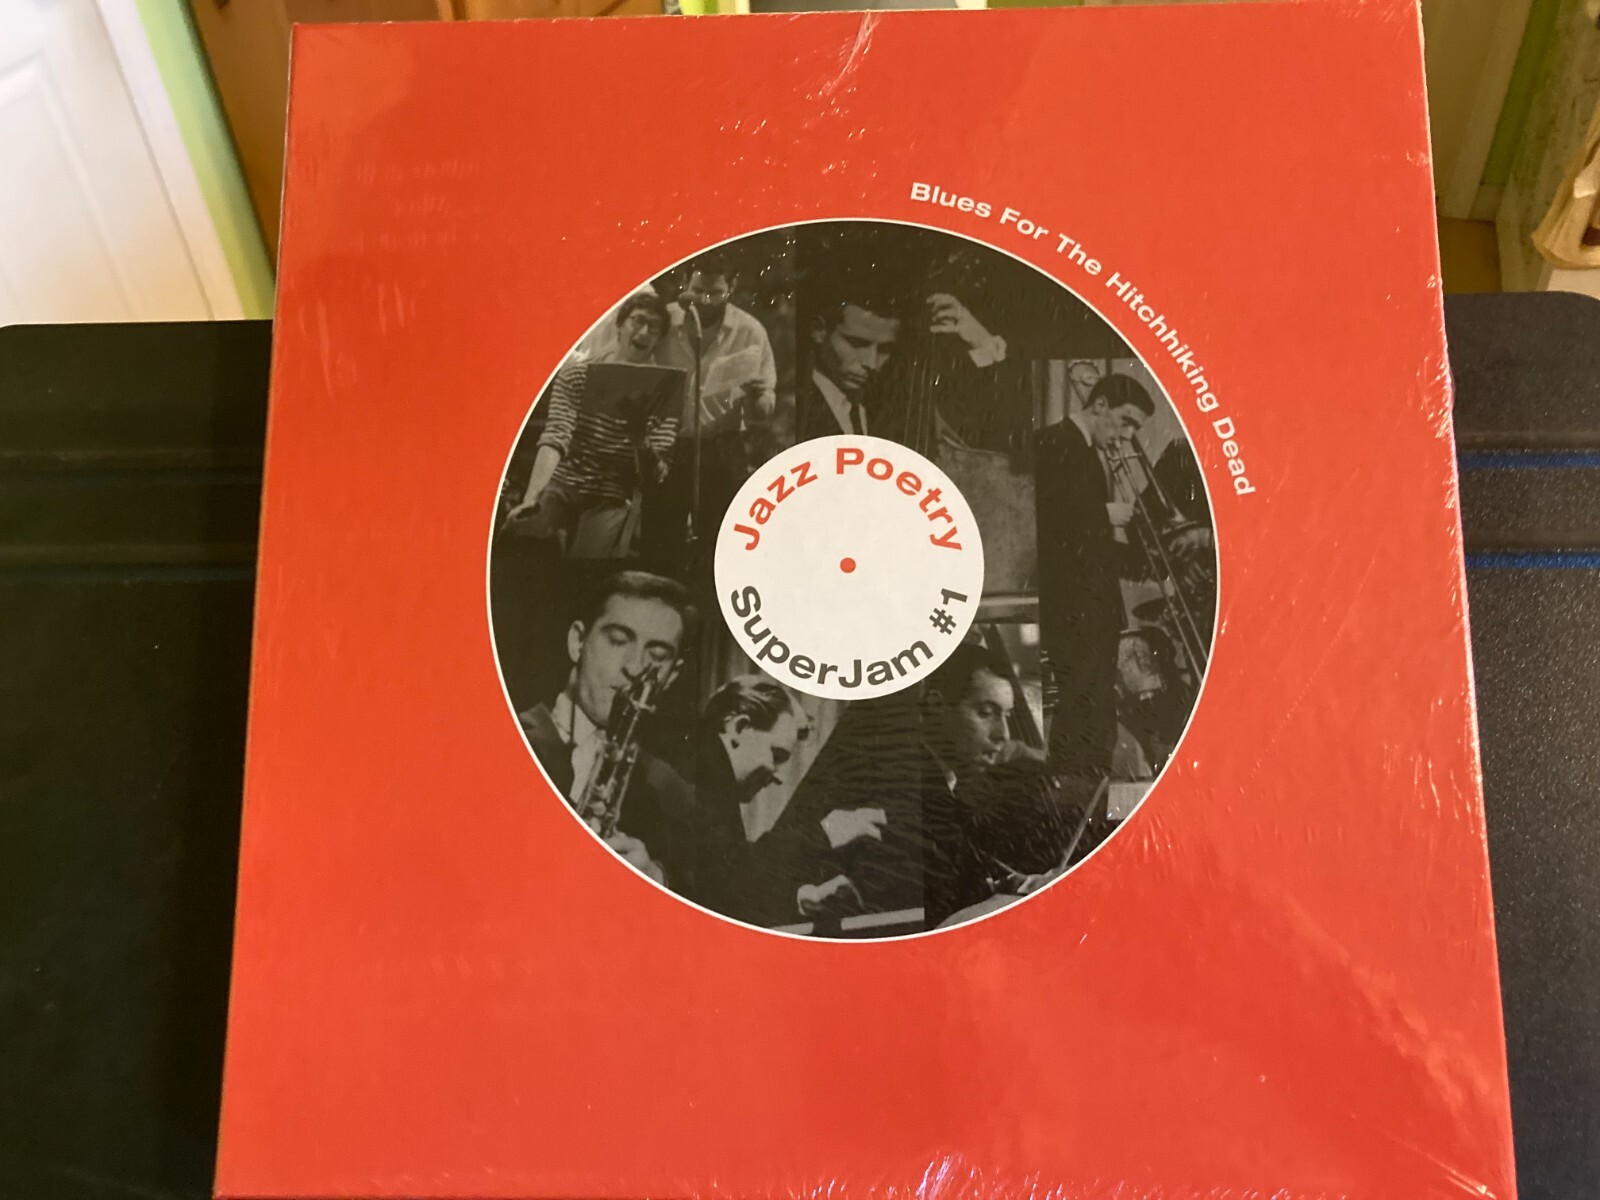 Blues For The Hitchhiking Dead
Jazz Poetry
SuperJam #1